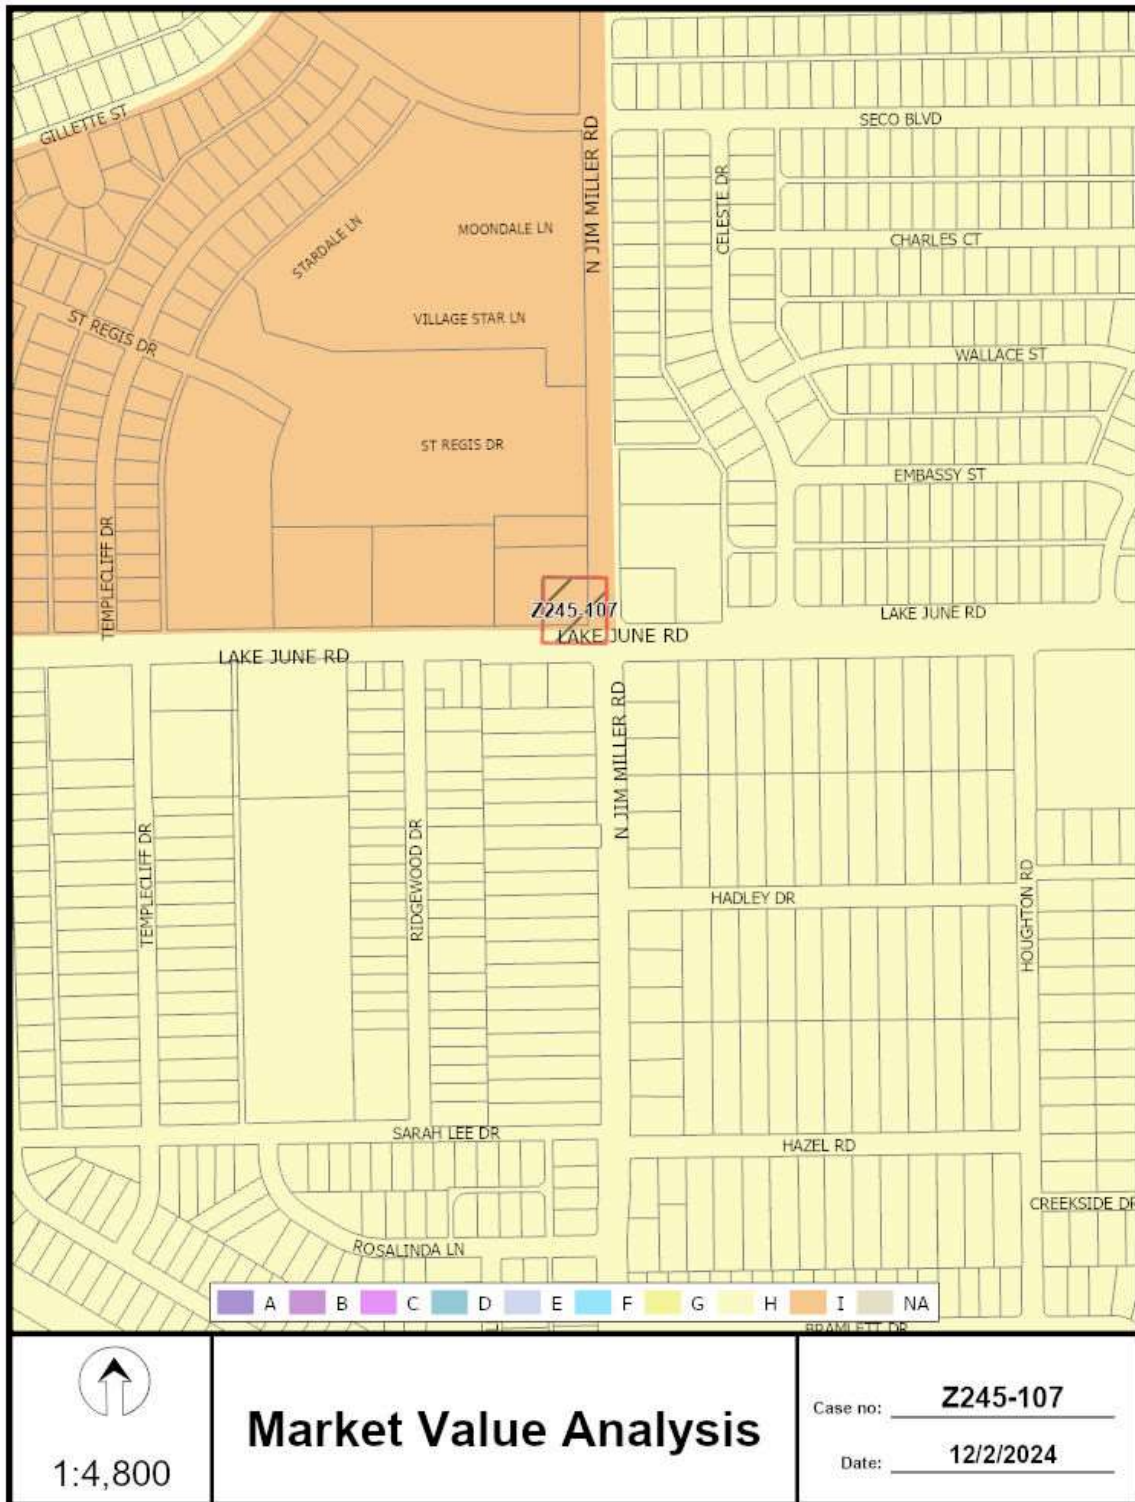 GILLETTE ST
SECO BLVD
N JIM MILLER RD
CELESTE DR
MOONDALE LN
STARDALE LN
CHARLES CT
VILLAGE STAR LN
ST REGIS DR
WALLACE ST
ST REGIS DR
EMBASSY ST
TEMPLECLIFF DR
Z245-107
LAKE JUNE RD
LAKE JUNE RD
LAKE JUNE RD
N JIM MILLER RD
TEMPLECLIFF DR
RIDGEWOOD DR
HADLEY DR
HOUGHTON RD
SARAH LEE DR
HAZEL RD
CREEKSIDE DR
ROSALINDA LN
A B C D E F G H I NA
BRAMLETT DR
1:4,800
Market Value Analysis
Case no: Z245-107
Date: 12/2/2024